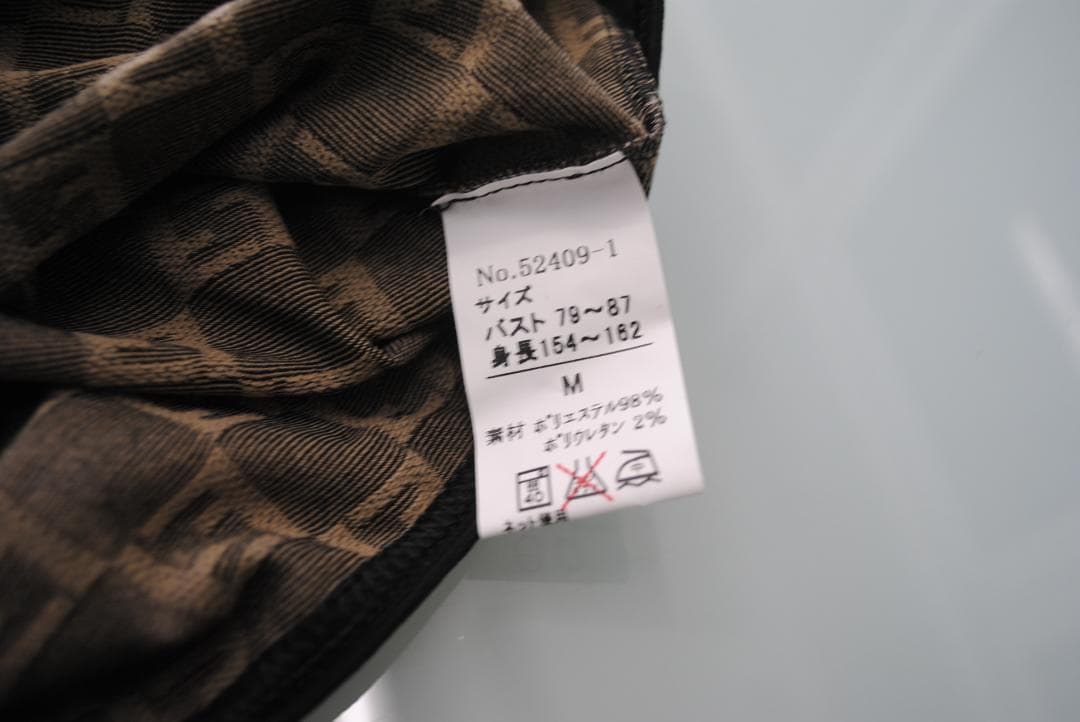 No.52409-1
サイズ
バスト 79～87
身長154～162
M
素材 ポリエステル98%
ポリウレタン 2%
40
ネット使用